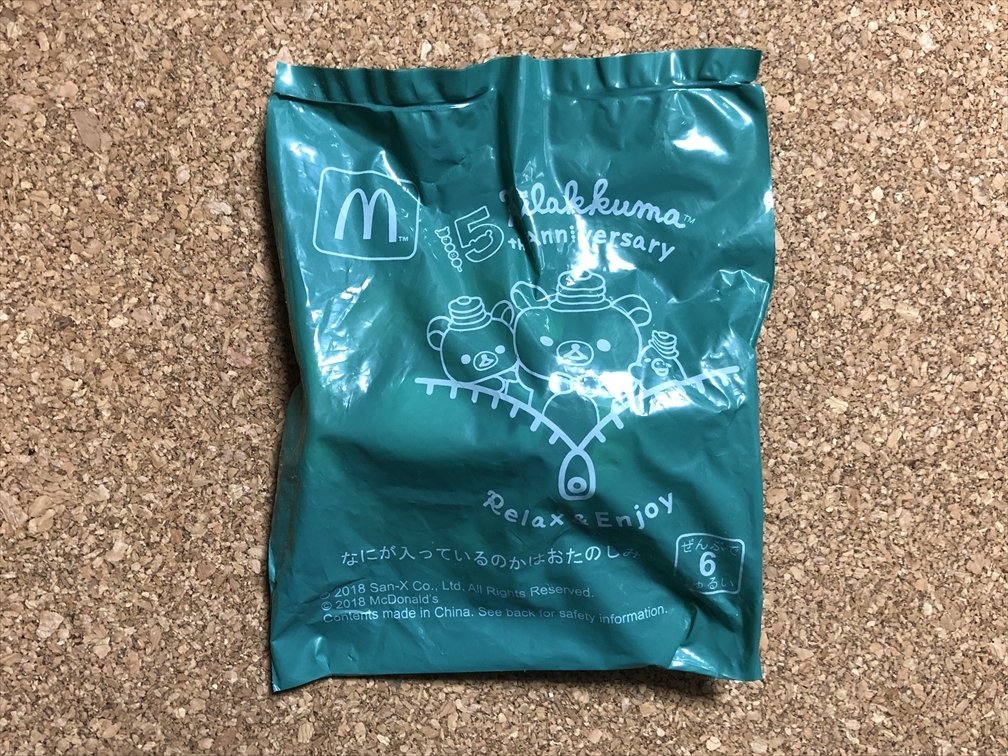 M™
Rilakkuma™
15th anniversary
Relax & Enjoy
なにが入っているのかはおたのしみ
ぜんぶで
6
しゅるい
© 2018 San-X Co., Ltd. All Rights Reserved.
© 2018 McDonald's
Contents made in China. See back for safety information.